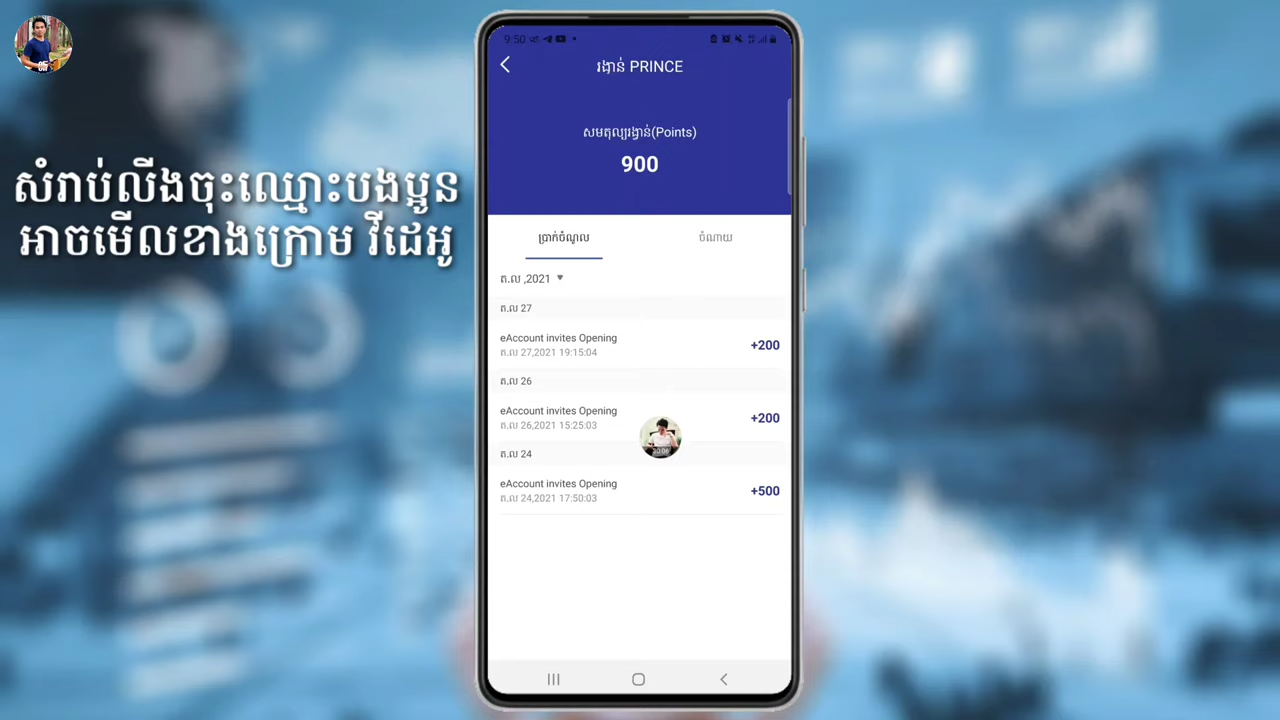 សំរាប់លីងចុះឈ្មោះបងប្អូន
អាចមើលខាងក្រោម វីដេអូ
9:50
រង្វាន់ PRINCE
សមតុល្យរង្វាន់(Points)
900
ប្រាក់ចំណូល
ចំណាយ
ត.ល ,2021
ត.ល 27
eAccount invites Opening
+200
ត.ល 27,2021 19:15:04
ត.ល 26
eAccount invites Opening
+200
ត.ល 26,2021 15:25:03
00:06
ត.ល 24
eAccount invites Opening
+500
ត.ល 24,2021 17:50:03